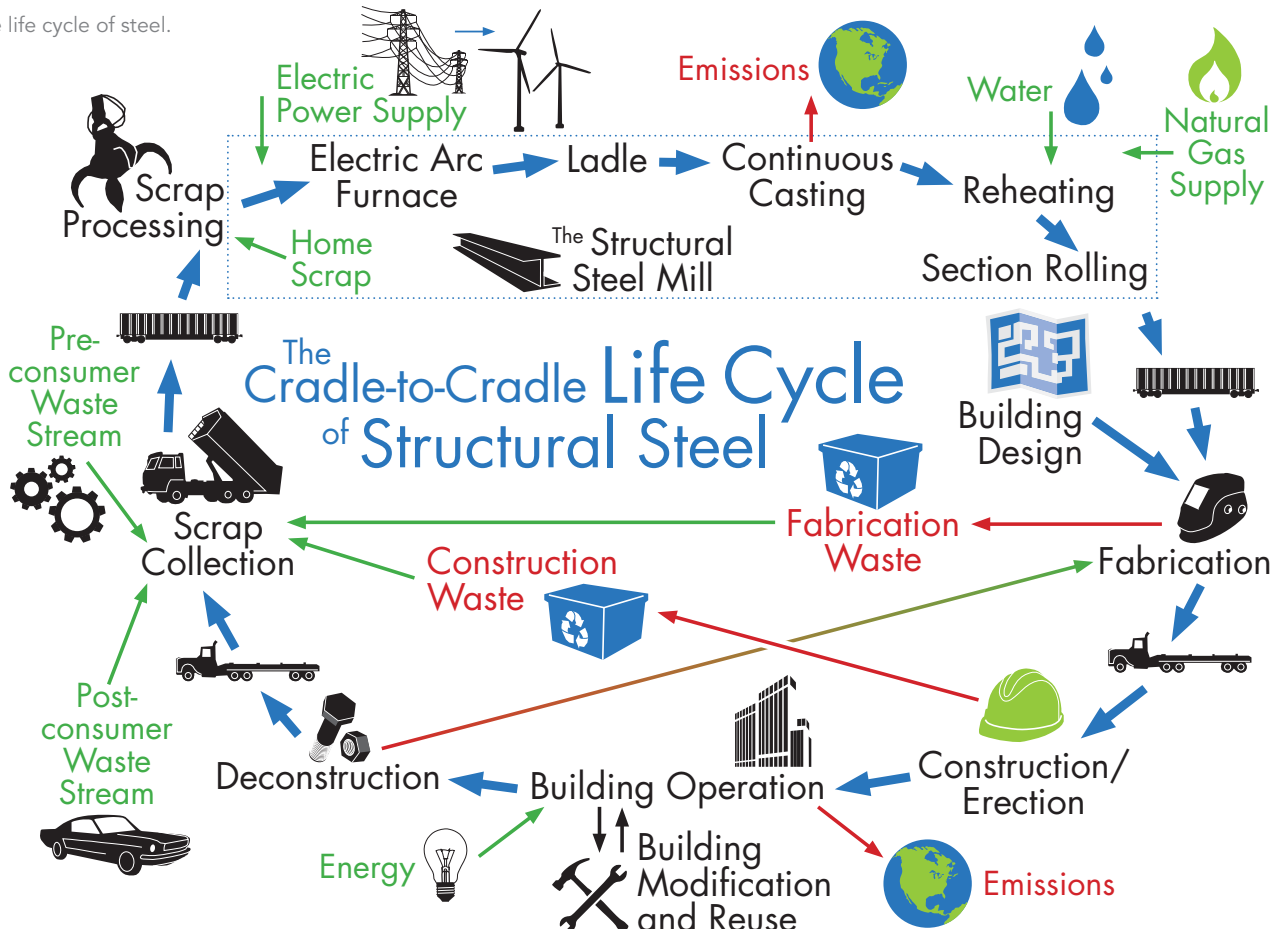 life cycle of steel.
Electric
Power Supply
Emissions
Water
Natural
Gas
Supply
Scrap
Processing
Electric Arc
Furnace
Ladle
Continuous
Casting
Reheating
Home
Scrap
The Structural
Steel Mill
Section Rolling
Pre-
consumer
Waste
Stream
The
Cradle-to-Cradle Life Cycle
of Structural Steel
Building
Design
Scrap
Collection
Fabrication
Waste
Fabrication
Construction
Waste
Post-
consumer
Waste
Stream
Deconstruction
Building Operation
Construction/
Erection
Energy
Building
Modification
and Reuse
Emissions